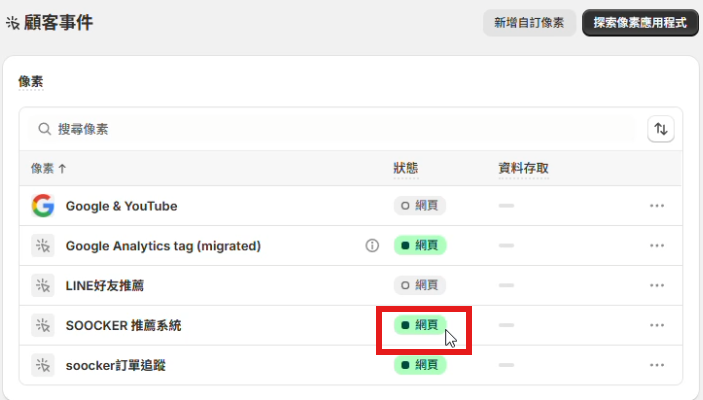 顧客事件 新增自訂像素 探索像素應用程式
像素
搜尋像素
像素 ↑ 狀態 資料存取
Google & YouTube 網頁
Google Analytics tag (migrated) 網頁
LINE好友推薦 網頁
SOOCKER 推薦系統 網頁
soocker訂單追蹤 網頁